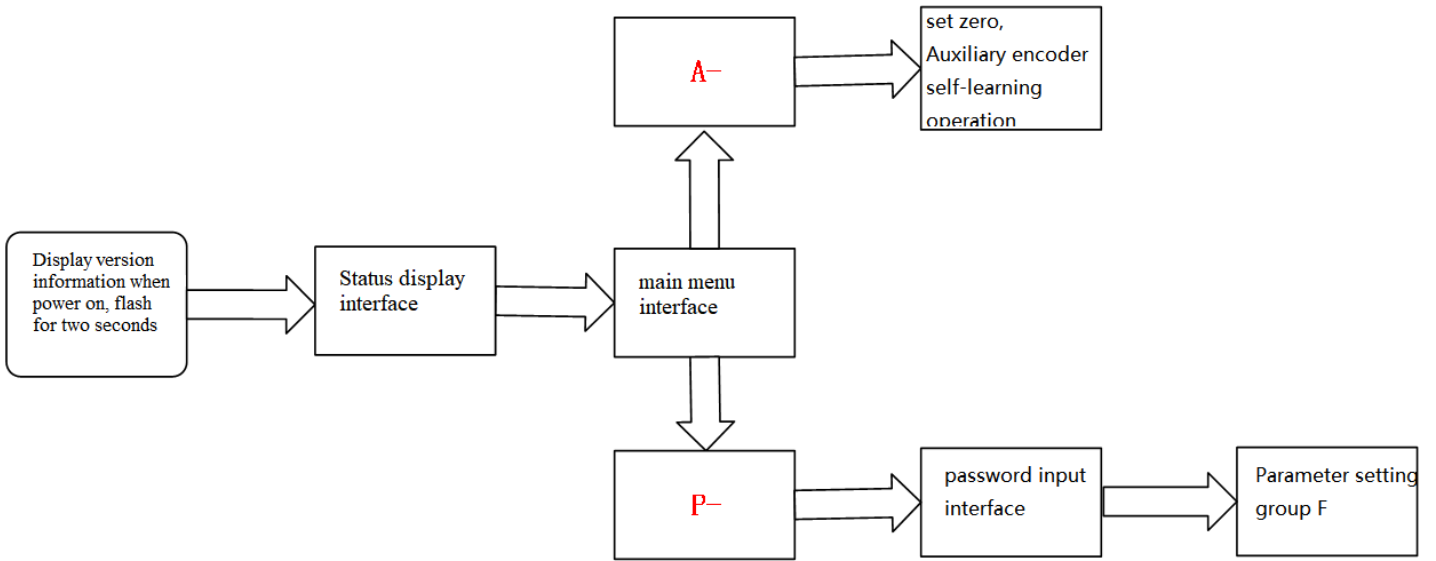 set zero,
Auxiliary encoder
self-learning
operation
A-
Display version
information when
power on, flash
for two seconds
Status display
interface
main menu
interface
P-
password input
interface
Parameter setting
group F